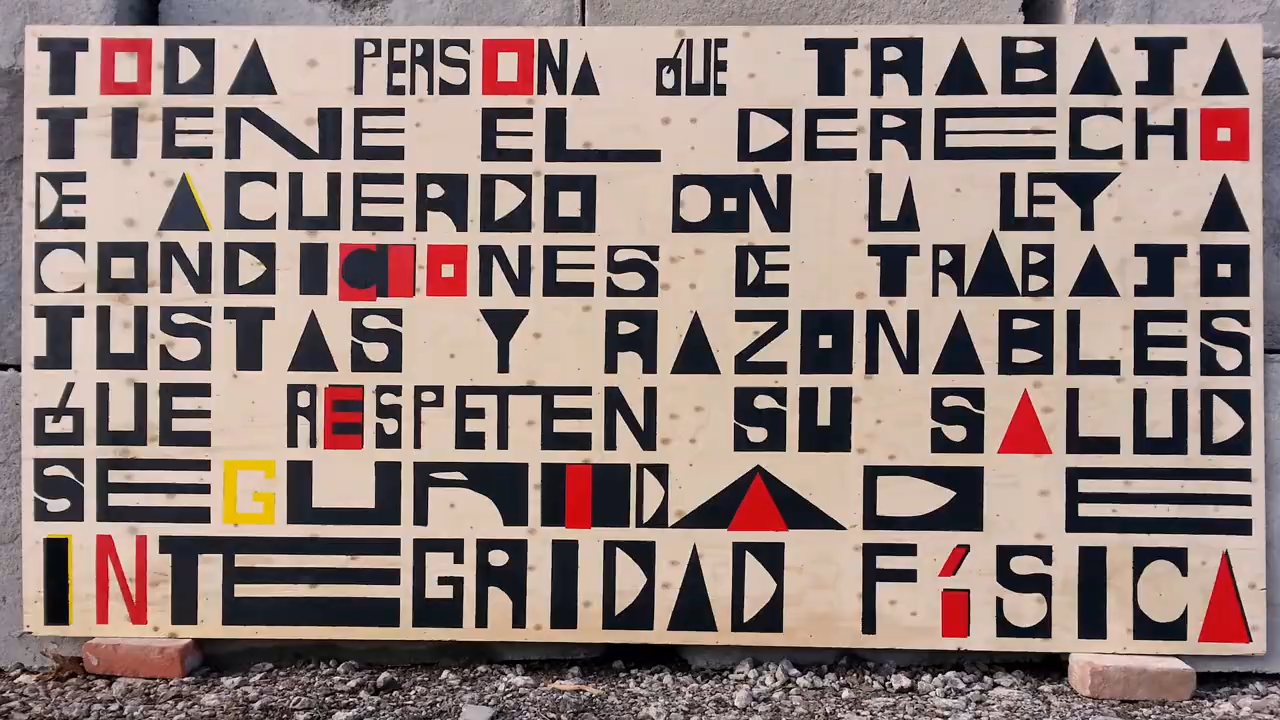 TODA PERSONA QUE TRABAJA
TIENE EL DERECHO
DE ACUERDO CON LA LEY A
CONDICIONES DE TRABAJO
JUSTAS Y RAZONABLES
QUE RESPETEN SU SALUD
SEGURIDAD E
INTEGRIDAD FÍSICA